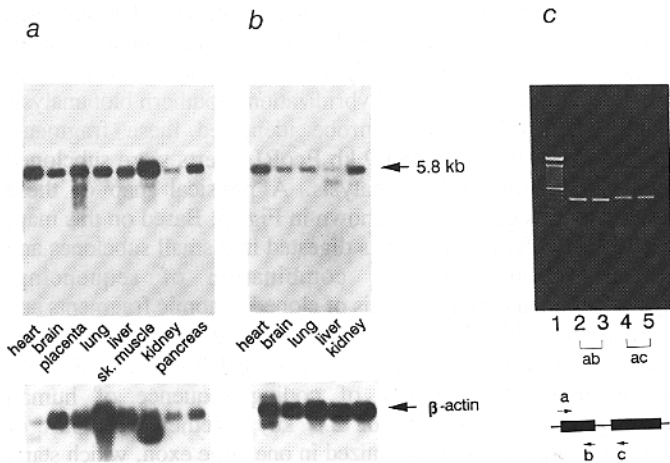 a
b
c
5.8 kb
heart
brain
placenta
lung
liver
sk. muscle
kidney
pancreas
heart
brain
lung
liver
kidney
1 2 3 4 5
ab ac
β-actin
a
b c